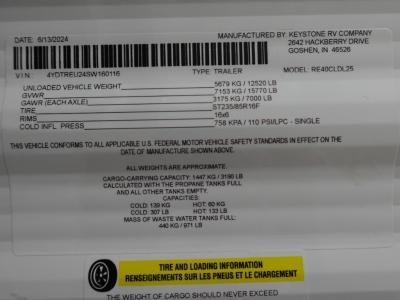 DATE: 6/13/2024
MANUFACTURED BY: KEYSTONE RV COMPANY
2642 HACKBERRY DRIVE
GOSHEN, IN 46526
V I N: 4YDTREU24SW160116 TYPE: TRAILER MODEL: RE40CLDL25
UNLOADED VEHICLE WEIGHT 5679 KG / 12520 LB
GVWR 7153 KG / 15770 LB
GAWR (EACH AXLE) 3175 KG / 7000 LB
TIRE ST235/85R16F
RIMS 16x6
COLD INFL. PRESS 758 KPA / 110 PSI/LPC - SINGLE
THIS VEHICLE CONFORMS TO ALL APPLICABLE U.S. FEDERAL MOTOR VEHICLE SAFETY STANDARDS IN EFFECT ON THE
DATE OF MANUFACTURE SHOWN ABOVE.
ALL WEIGHTS ARE APPROXIMATE.
CARGO-CARRYING CAPACITY: 1447 KG / 3190 LB
CALCULATED WITH THE PROPANE TANKS FULL
AND ALL OTHER TANKS EMPTY.
CAPACITIES:
COLD: 139 KG HOT: 60 KG
COLD: 307 LB HOT: 133 LB
MASS OF WASTE WATER TANKS FULL:
440 KG / 971 LB
TIRE AND LOADING INFORMATION
RENSEIGNEMENTS SUR LES PNEUS ET LE CHARGEMENT
THE WEIGHT OF CARGO SHOULD NEVER EXCEED